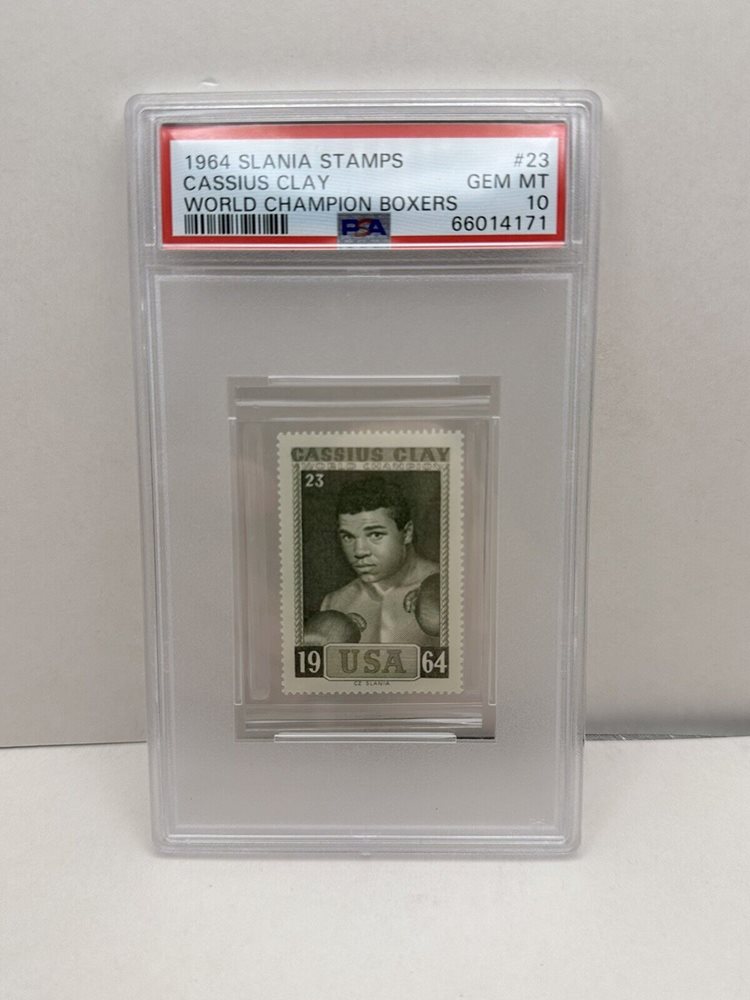 1964 SLANIA STAMPS #23
CASSIUS CLAY GEM MT
WORLD CHAMPION BOXERS 10
PSA 66014171
CASSIUS CLAY
WORLD CHAMPION
23
19 USA 64
CZ SLANIA